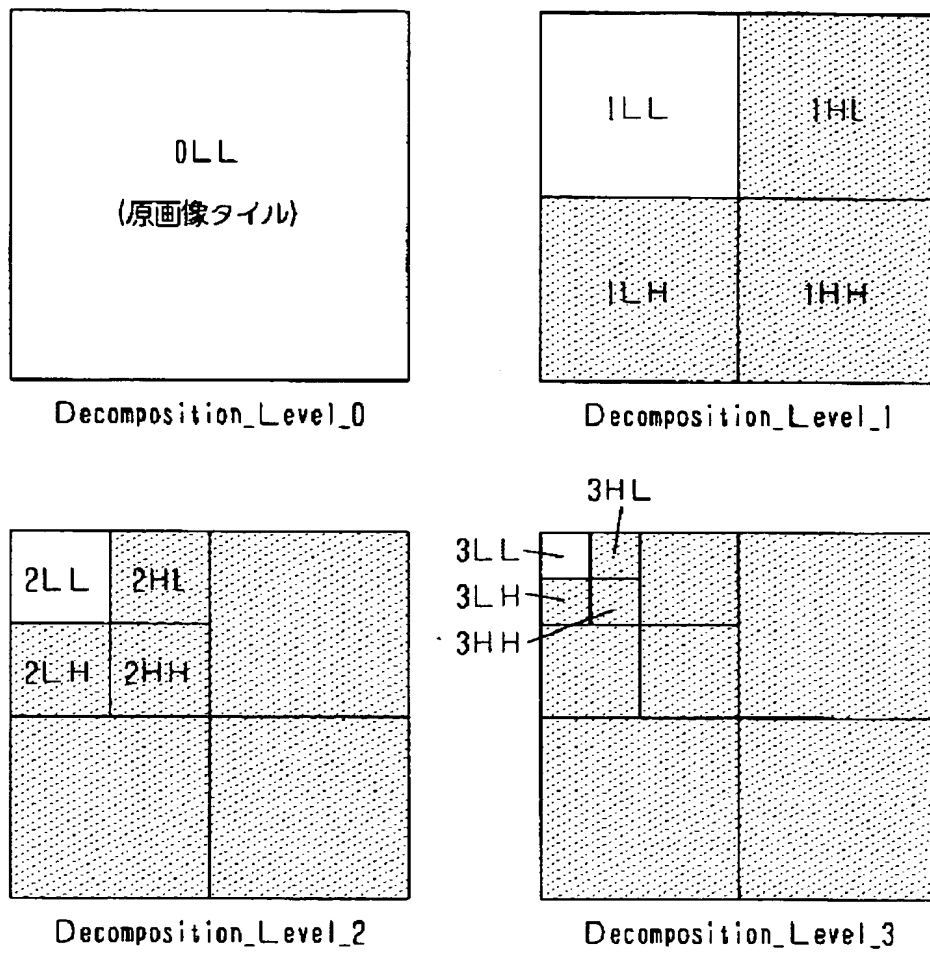 0LL
(原画像タイル)
Decomposition_Level_0
1LL
1HL
1LH
1HH
Decomposition_Level_1
2LL
2HL
2LH
2HH
Decomposition_Level_2
3HL
3LL
3LH
3HH
Decomposition_Level_3